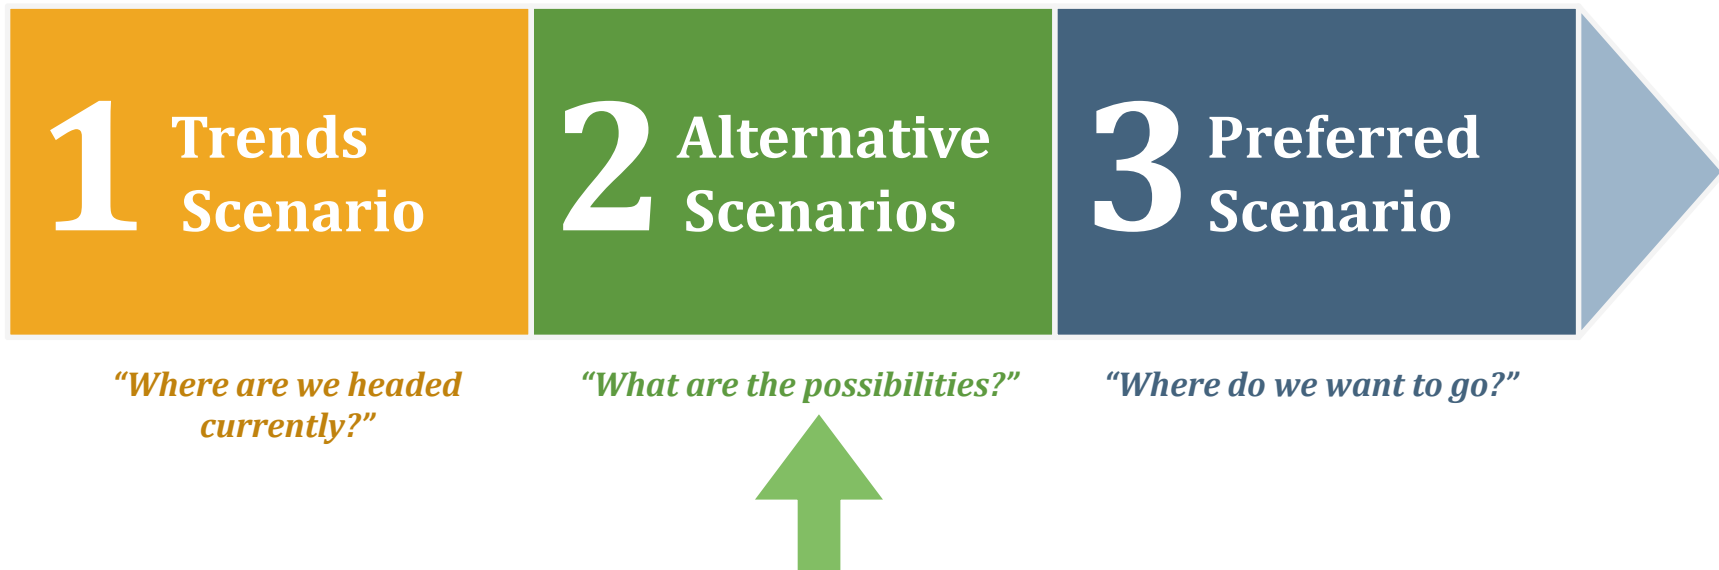 1 Trends
Scenario
2 Alternative
Scenarios
3 Preferred
Scenario
“Where are we headed
currently?”
“What are the possibilities?”
“Where do we want to go?”